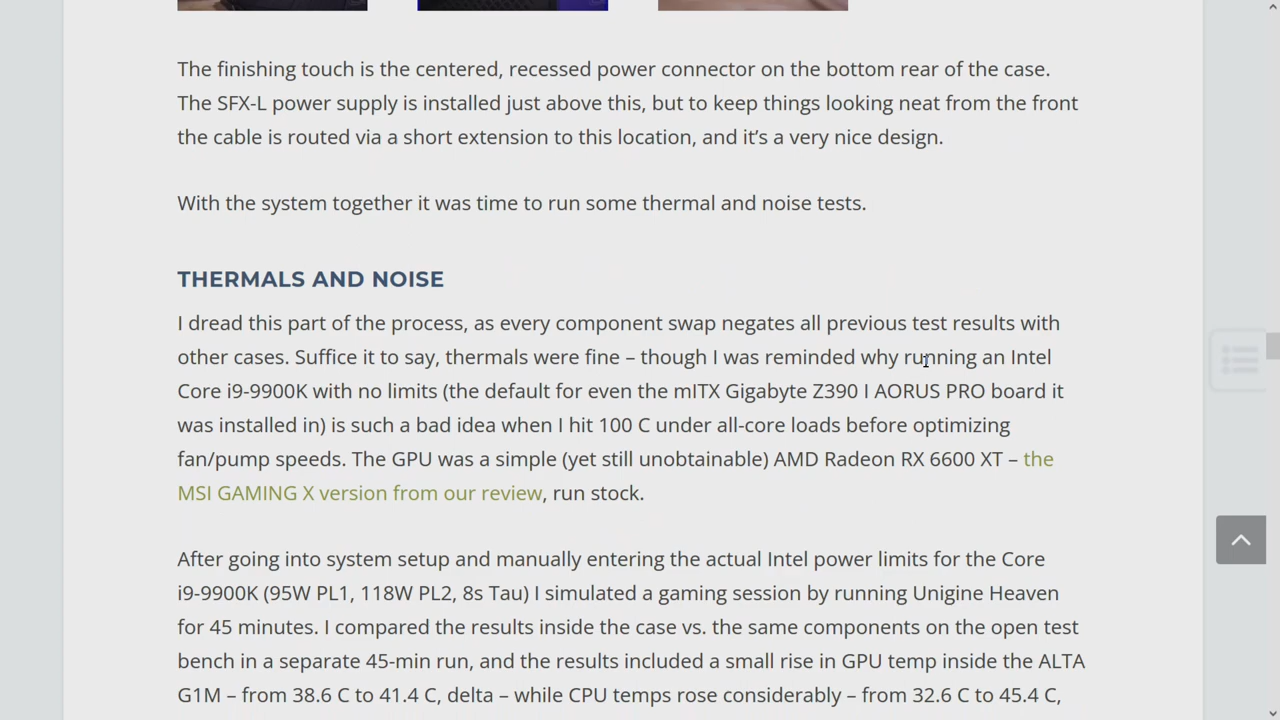 The finishing touch is the centered, recessed power connector on the bottom rear of the case.
The SFX-L power supply is installed just above this, but to keep things looking neat from the front
the cable is routed via a short extension to this location, and it’s a very nice design.
With the system together it was time to run some thermal and noise tests.
THERMALS AND NOISE
I dread this part of the process, as every component swap negates all previous test results with
other cases. Suffice it to say, thermals were fine – though I was reminded why running an Intel
Core i9-9900K with no limits (the default for even the mITX Gigabyte Z390 I AORUS PRO board it
was installed in) is such a bad idea when I hit 100 C under all-core loads before optimizing
fan/pump speeds. The GPU was a simple (yet still unobtainable) AMD Radeon RX 6600 XT – the
MSI GAMING X version from our review, run stock.
After going into system setup and manually entering the actual Intel power limits for the Core
i9-9900K (95W PL1, 118W PL2, 8s Tau) I simulated a gaming session by running Unigine Heaven
for 45 minutes. I compared the results inside the case vs. the same components on the open test
bench in a separate 45-min run, and the results included a small rise in GPU temp inside the ALTA
G1M – from 38.6 C to 41.4 C, delta – while CPU temps rose considerably – from 32.6 C to 45.4 C,